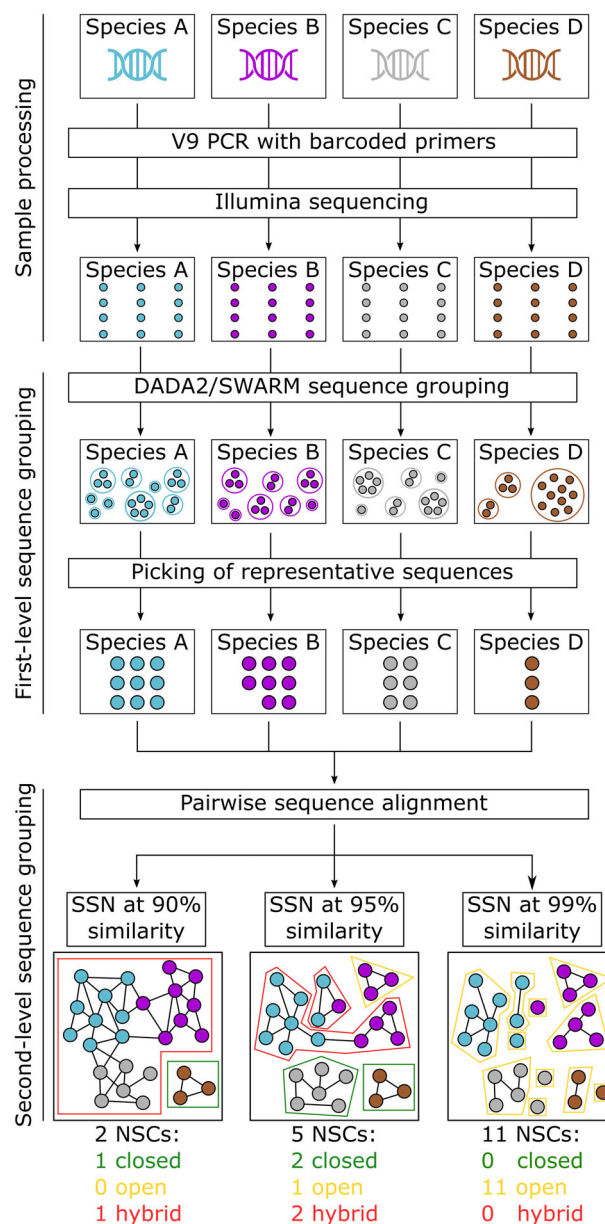 Sample processing
Species A Species B Species C Species D
V9 PCR with barcoded primers
Illumina sequencing
Species A Species B Species C Species D
First-level sequence grouping
DADA2/SWARM sequence grouping
Species A Species B Species C Species D
Picking of representative sequences
Species A Species B Species C Species D
Second-level sequence grouping
Pairwise sequence alignment
SSN at 90%
similarity
SSN at 95%
similarity
SSN at 99%
similarity
2 NSCs:
1 closed
0 open
1 hybrid
5 NSCs:
2 closed
1 open
2 hybrid
11 NSCs:
0 closed
11 open
0 hybrid